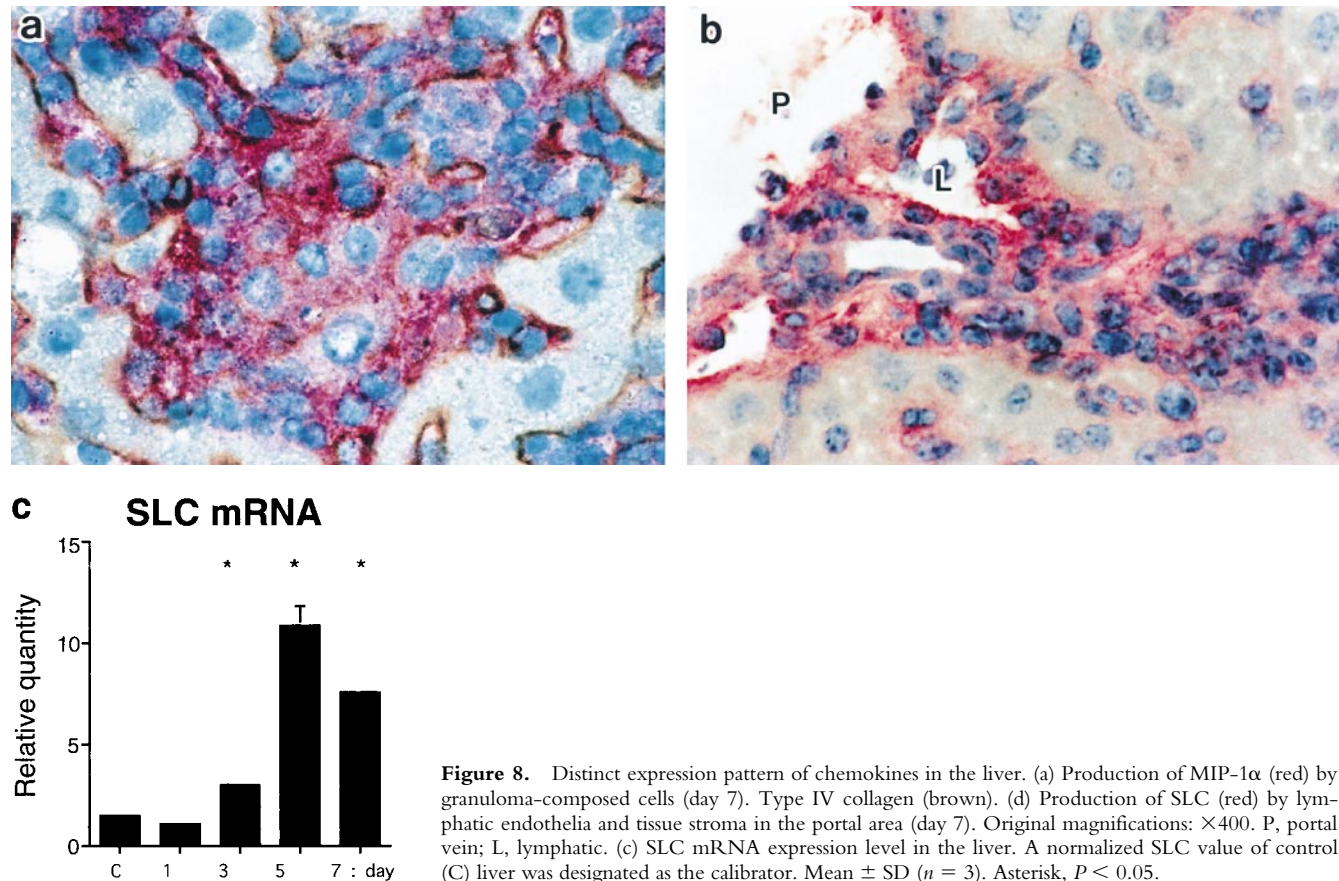 a
b
P
L
c
SLC mRNA
Relative quantity
15
10
5
0
* * *
C 1 3 5 7 : day
Figure 8. Distinct expression pattern of chemokines in the liver. (a) Production of MIP-1α (red) by
granuloma-composed cells (day 7). Type IV collagen (brown). (d) Production of SLC (red) by lym-
phatic endothelia and tissue stroma in the portal area (day 7). Original magnifications: ×400. P, portal
vein; L, lymphatic. (c) SLC mRNA expression level in the liver. A normalized SLC value of control
(C) liver was designated as the calibrator. Mean ± SD (n = 3). Asterisk, P < 0.05.